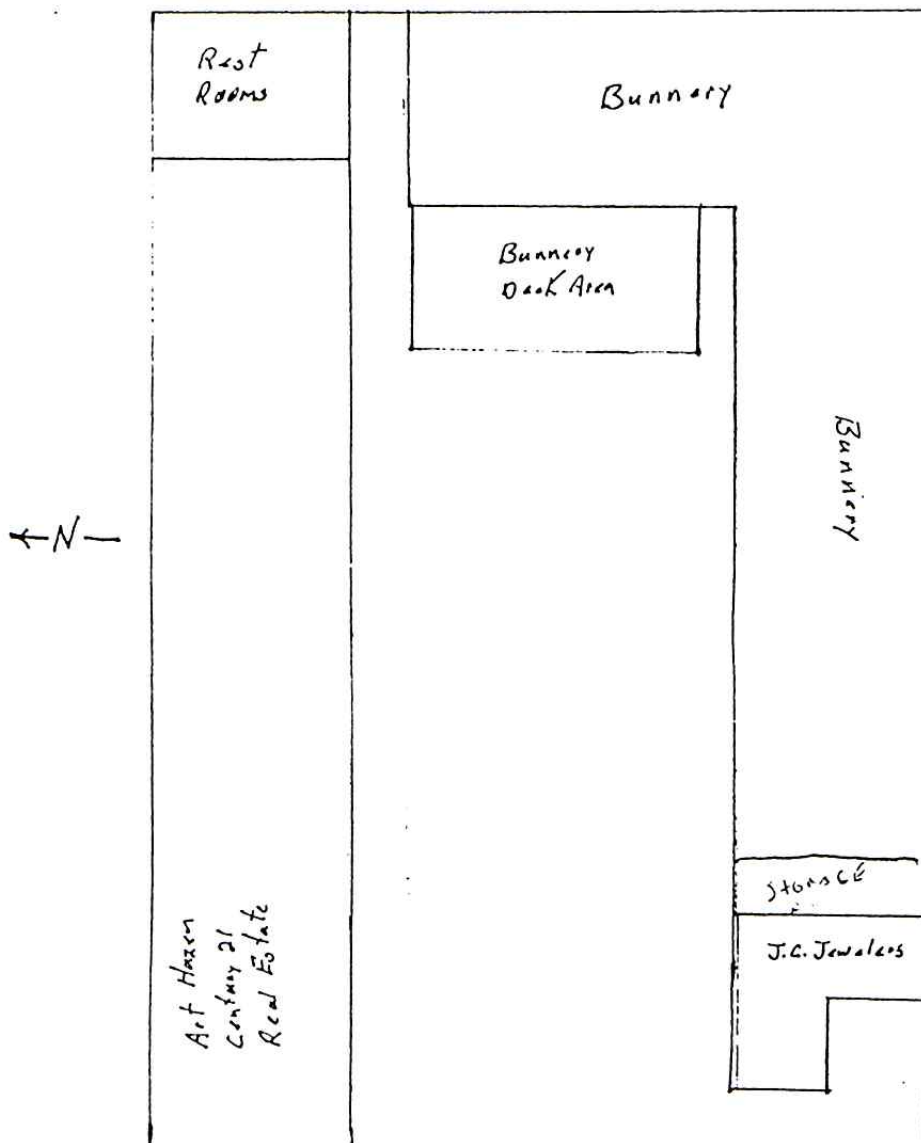 Rest
Rooms
Bunnery
Bunnery
Deck Area
Bunnery
N
Storage
J.C. Jewelers
Art Hazen
Century 21
Real Estate